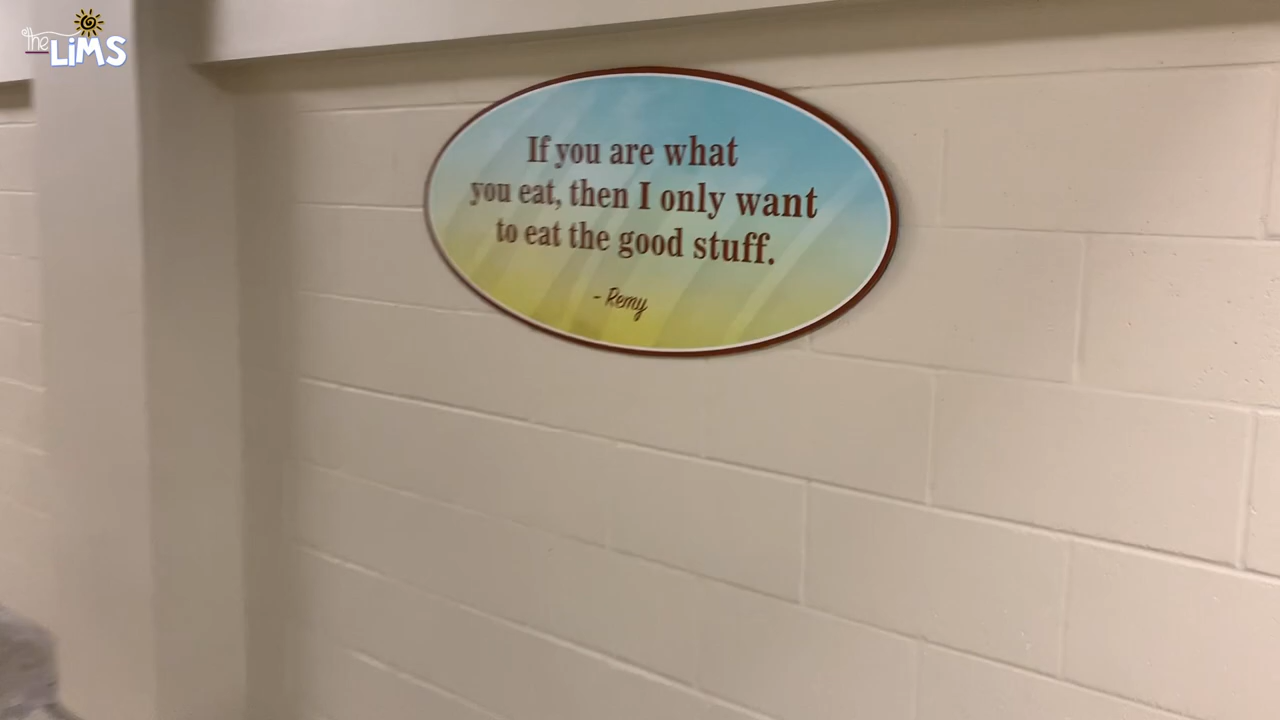 the LiMS
If you are what
you eat, then I only want
to eat the good stuff.
- Remy